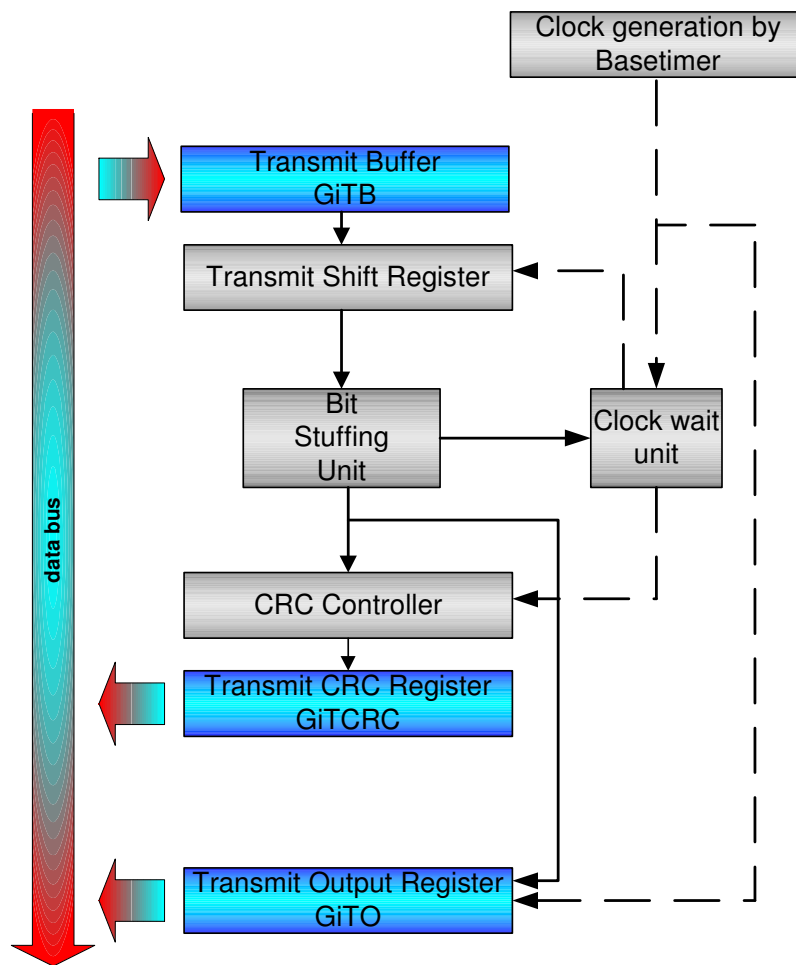 Clock generation by
Basetimer
Transmit Buffer
GiTB
Transmit Shift Register
Bit
Stuffing
Unit
Clock wait
unit
data bus
CRC Controller
Transmit CRC Register
GiTCRC
Transmit Output Register
GiTO